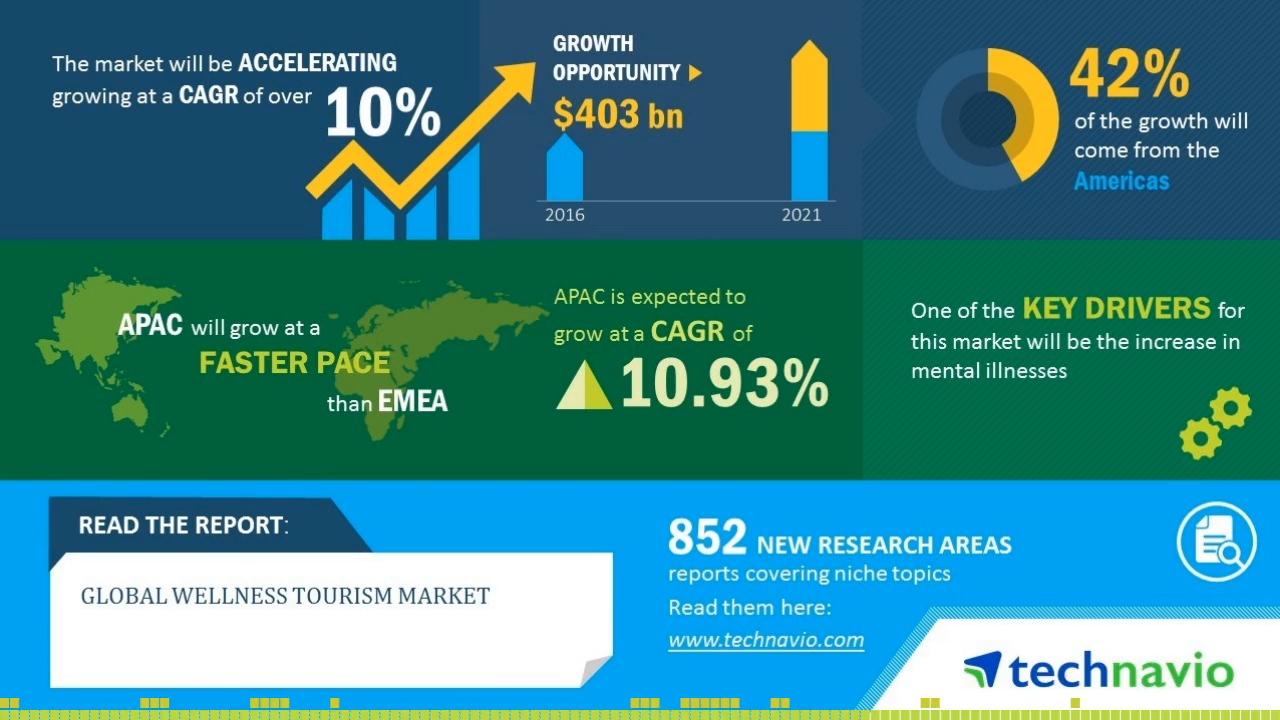 The market will be ACCELERATING
growing at a CAGR of over 10%
GROWTH
OPPORTUNITY
$403 bn
2016
2021
42%
of the growth will
come from the
Americas
APAC will grow at a
FASTER PACE
than EMEA
APAC is expected to
grow at a CAGR of
10.93%
One of the KEY DRIVERS for
this market will be the increase in
mental illnesses
READ THE REPORT:
GLOBAL WELLNESS TOURISM MARKET
852 NEW RESEARCH AREAS
reports covering niche topics
Read them here:
www.technavio.com
technavio